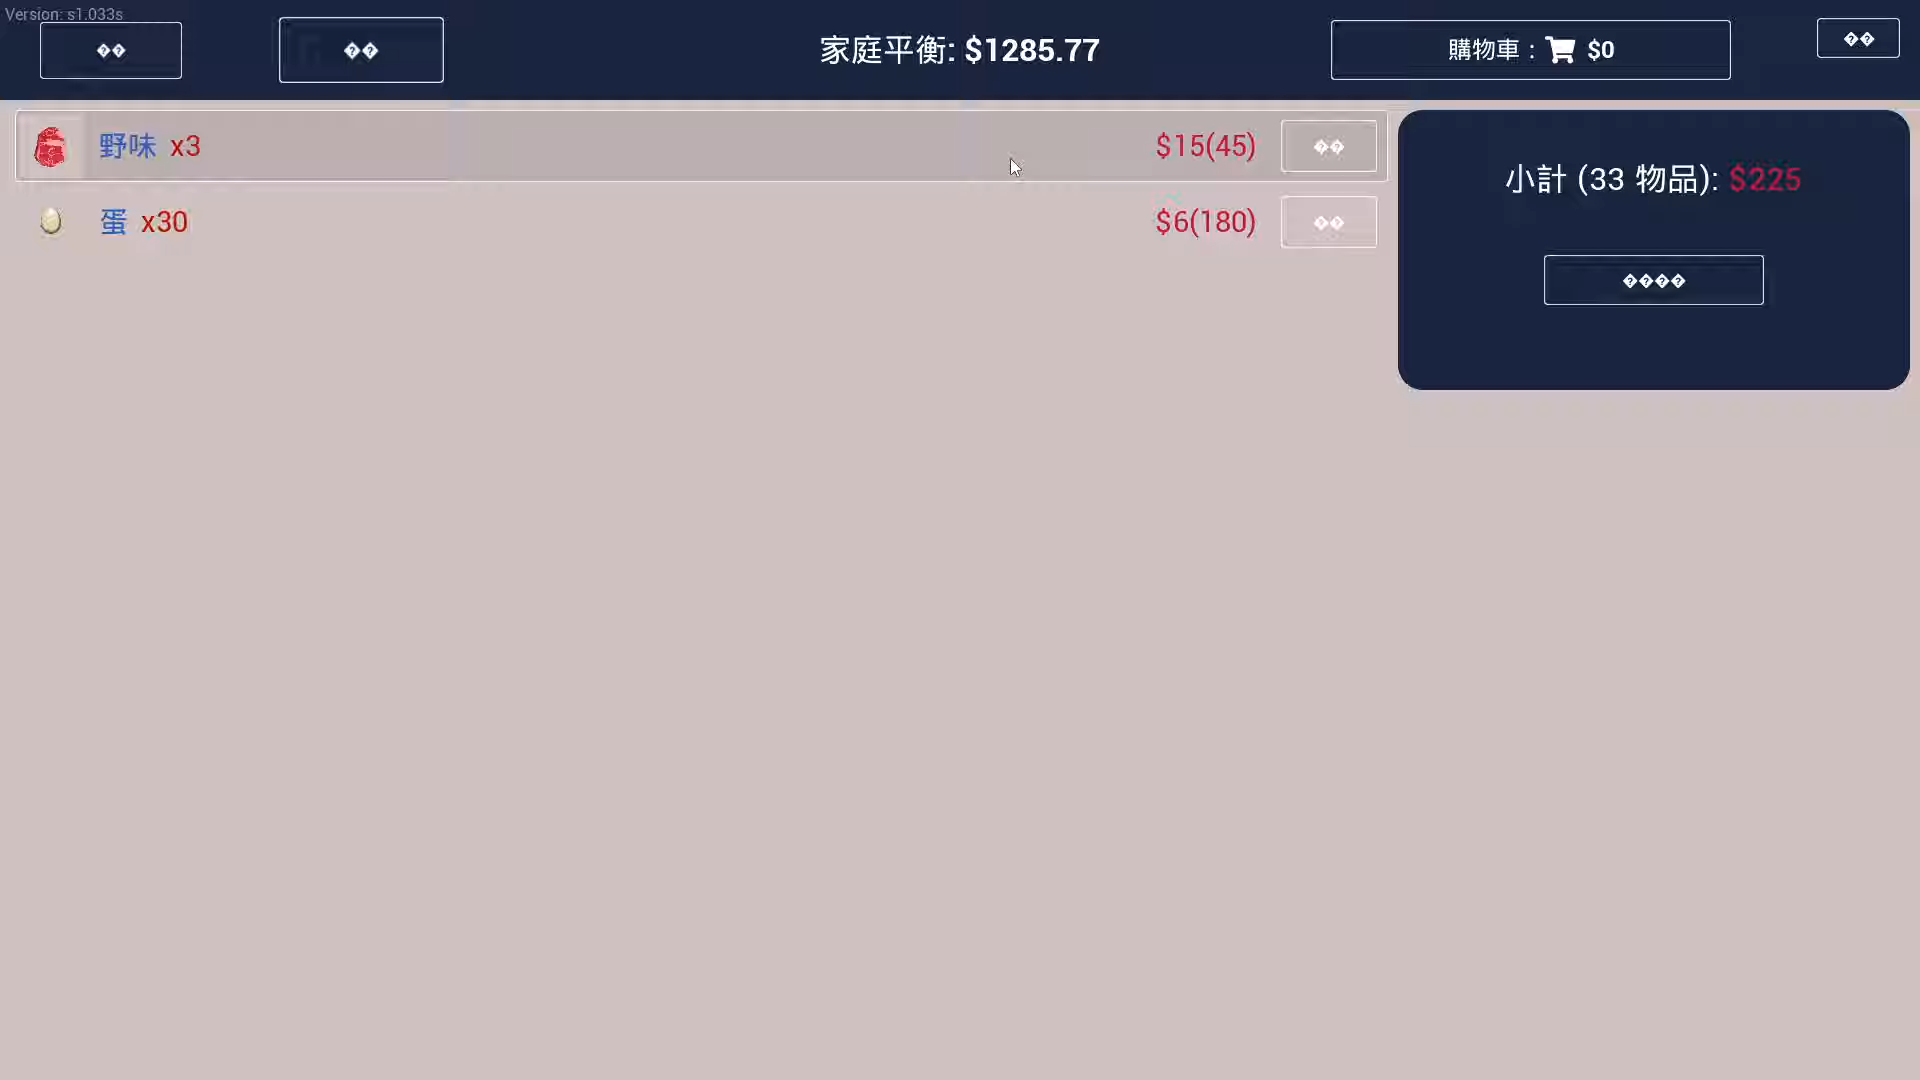 Version: s1.033s
�� �� 家庭平衡: $1285.77 購物車 : $0 ��
野味 x3 $15(45) ��
小計 (33 物品): $225
蛋 x30 $6(180) ��
����